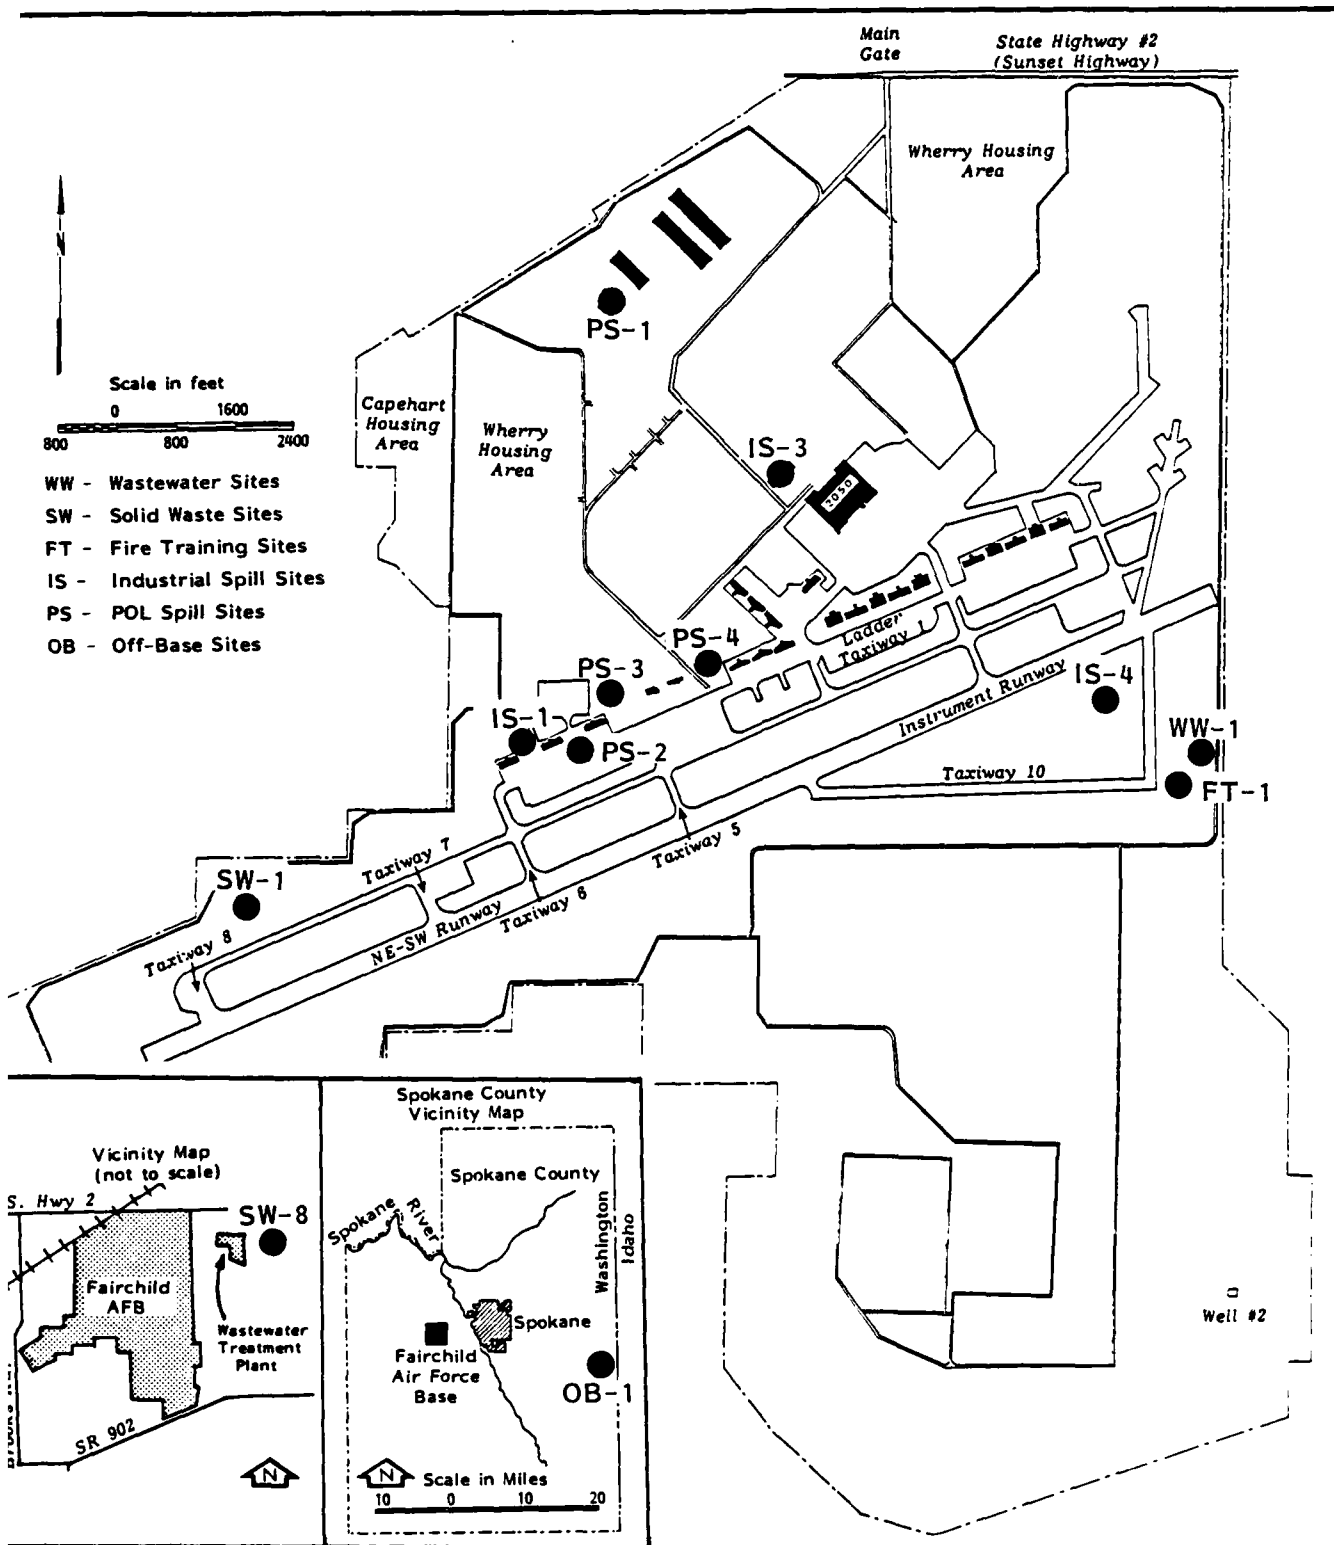 Main
Gate
State Highway #2
(Sunset Highway)
Wherry Housing
Area
N
PS-1
Scale in feet
0 1600
800 800 2400
Capehart
Housing
Area
Wherry
Housing
Area
IS-3
2050
WW - Wastewater Sites
SW - Solid Waste Sites
FT - Fire Training Sites
IS - Industrial Spill Sites
PS - POL Spill Sites
OB - Off-Base Sites
PS-4
Ladder
Taxiway 1
PS-3
IS-4
IS-1
Instrument Runway
PS-2
WW-1
Taxiway 10
FT-1
Taxiway 5
Taxiway 7
SW-1
Taxiway 6
NE-SW Runway
Taxiway 8
Vicinity Map
(not to scale)
S. Hwy 2
SW-8
Fairchild
AFB
Wastewater
Treatment
Plant
SR 902
N
Spokane County
Vicinity Map
Spokane County
Spokane
River
Washington
Idaho
Spokane
Fairchild
Air Force
Base
OB-1
N
Scale in Miles
10 0 10 20
Well #2